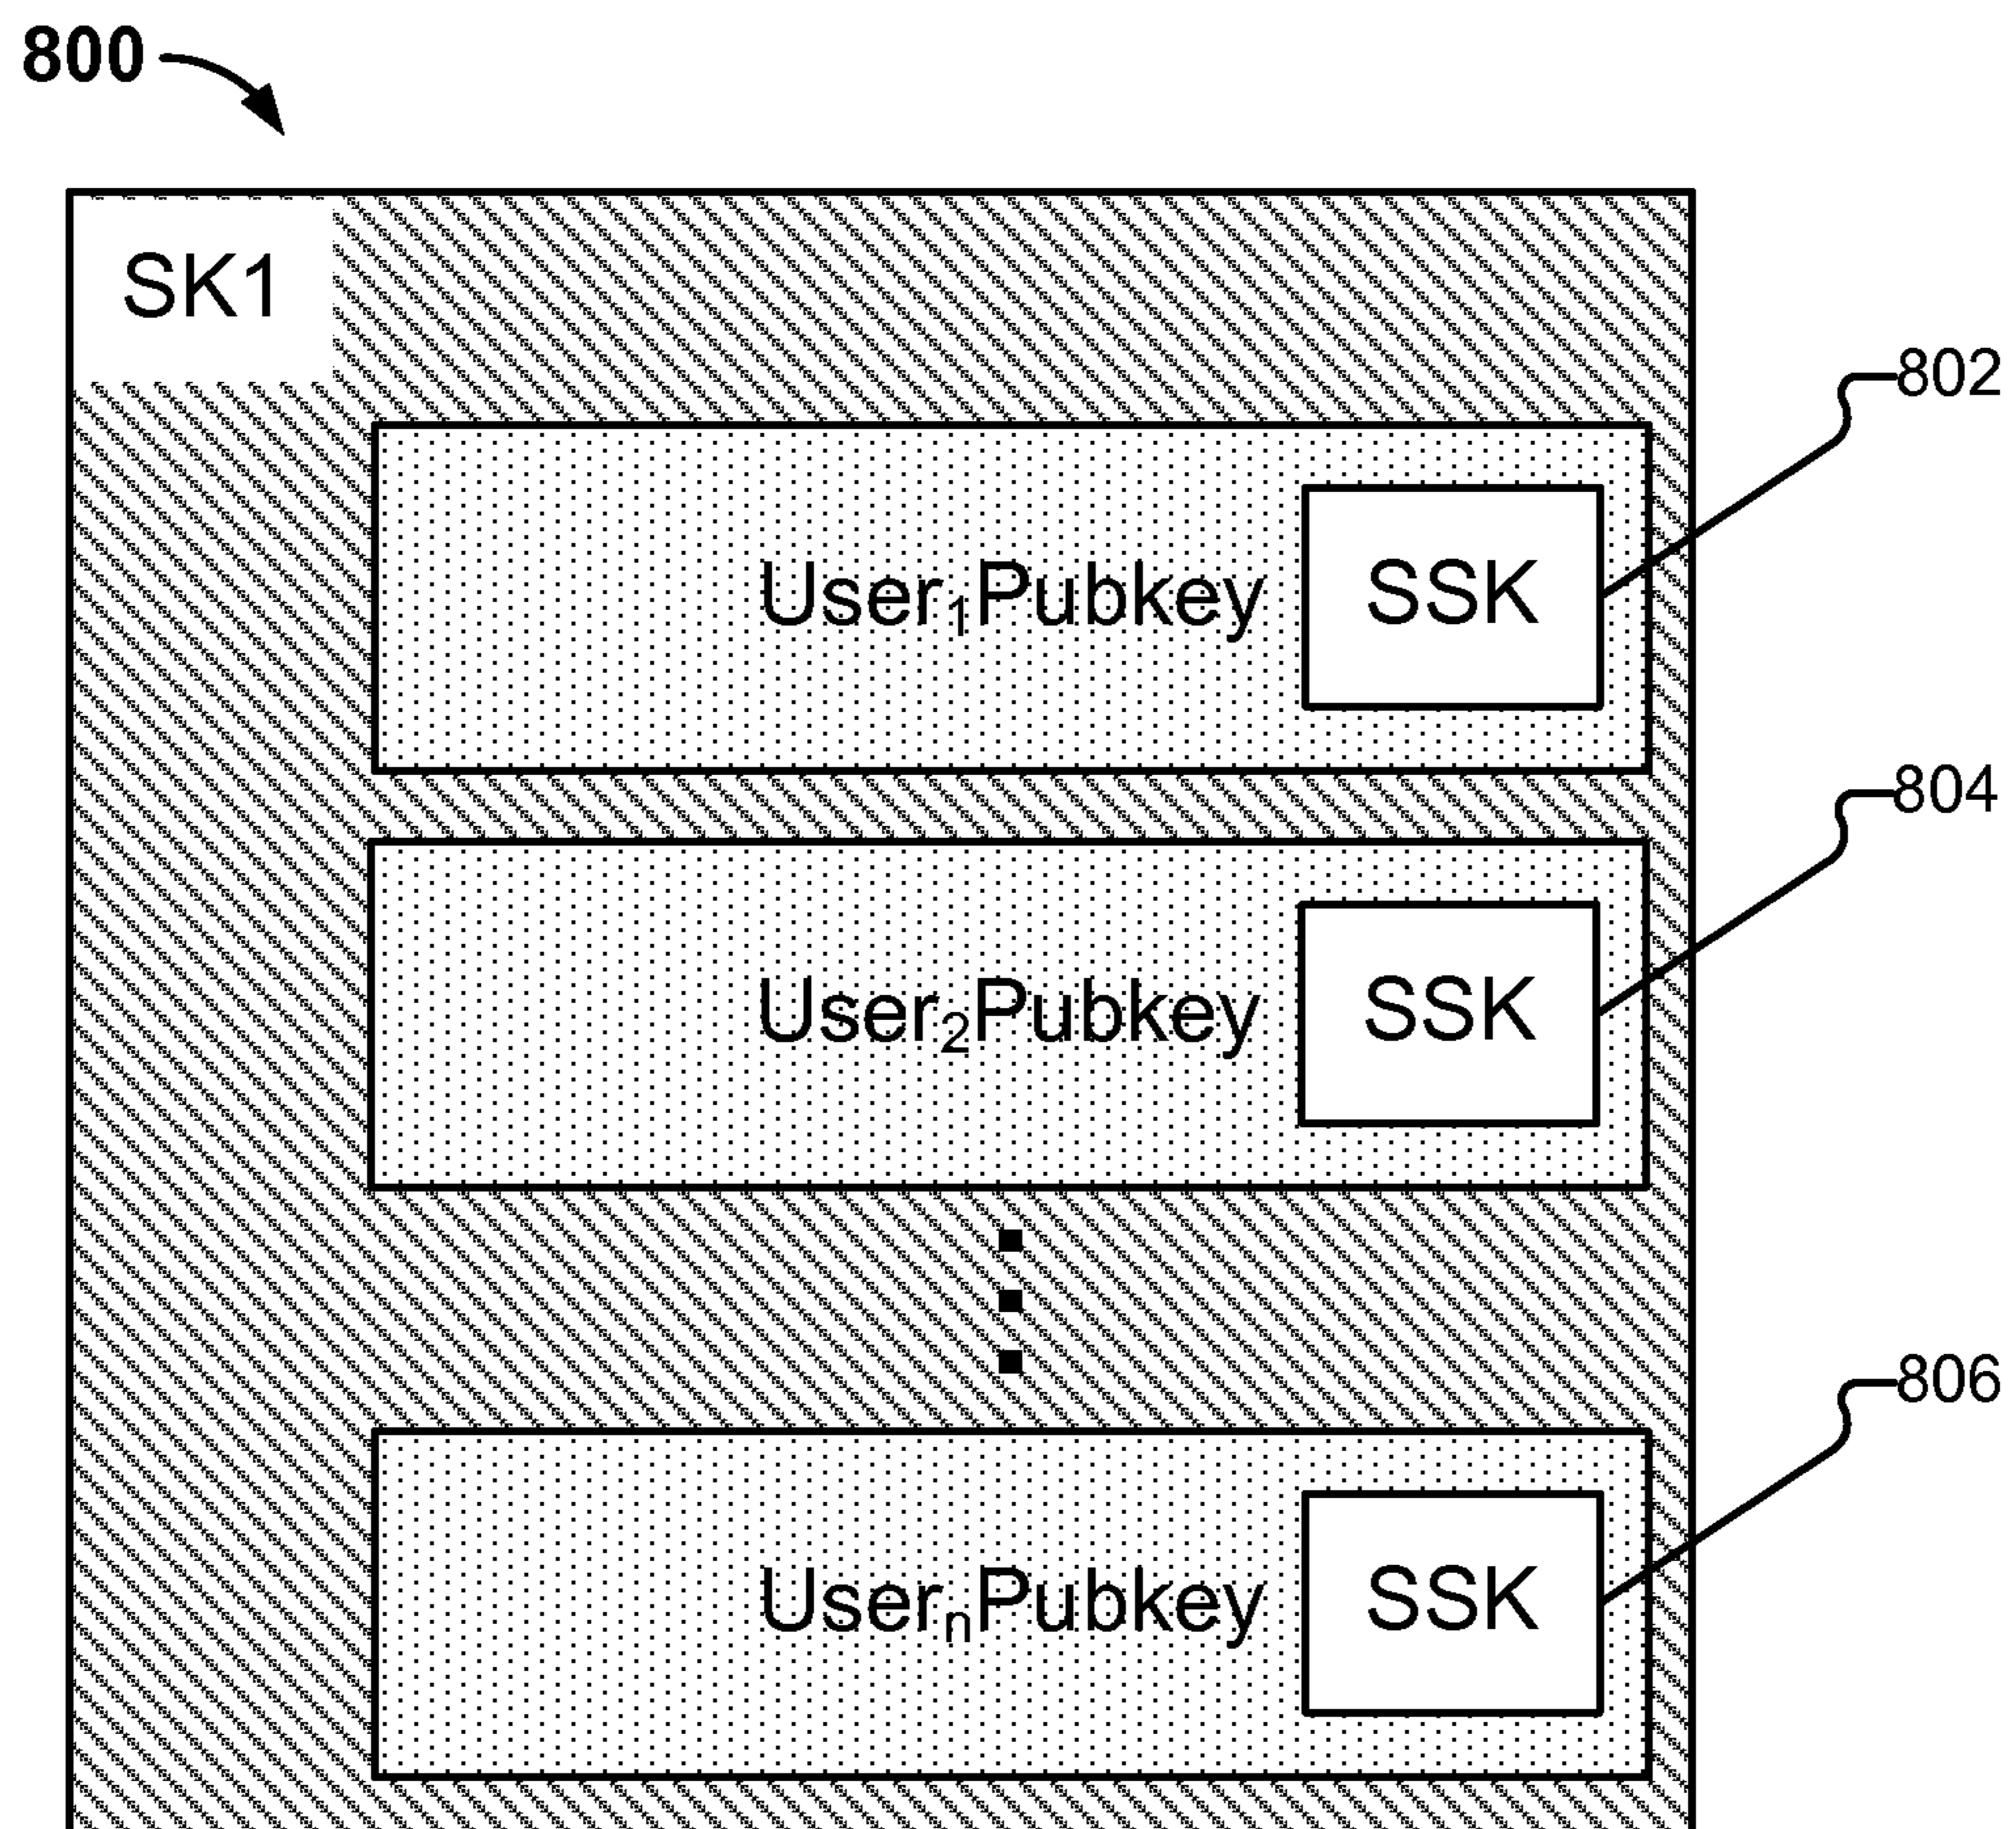 800
SK1
802
User₁Pubkey SSK
804
User₂Pubkey SSK
806
UserₙPubkey SSK